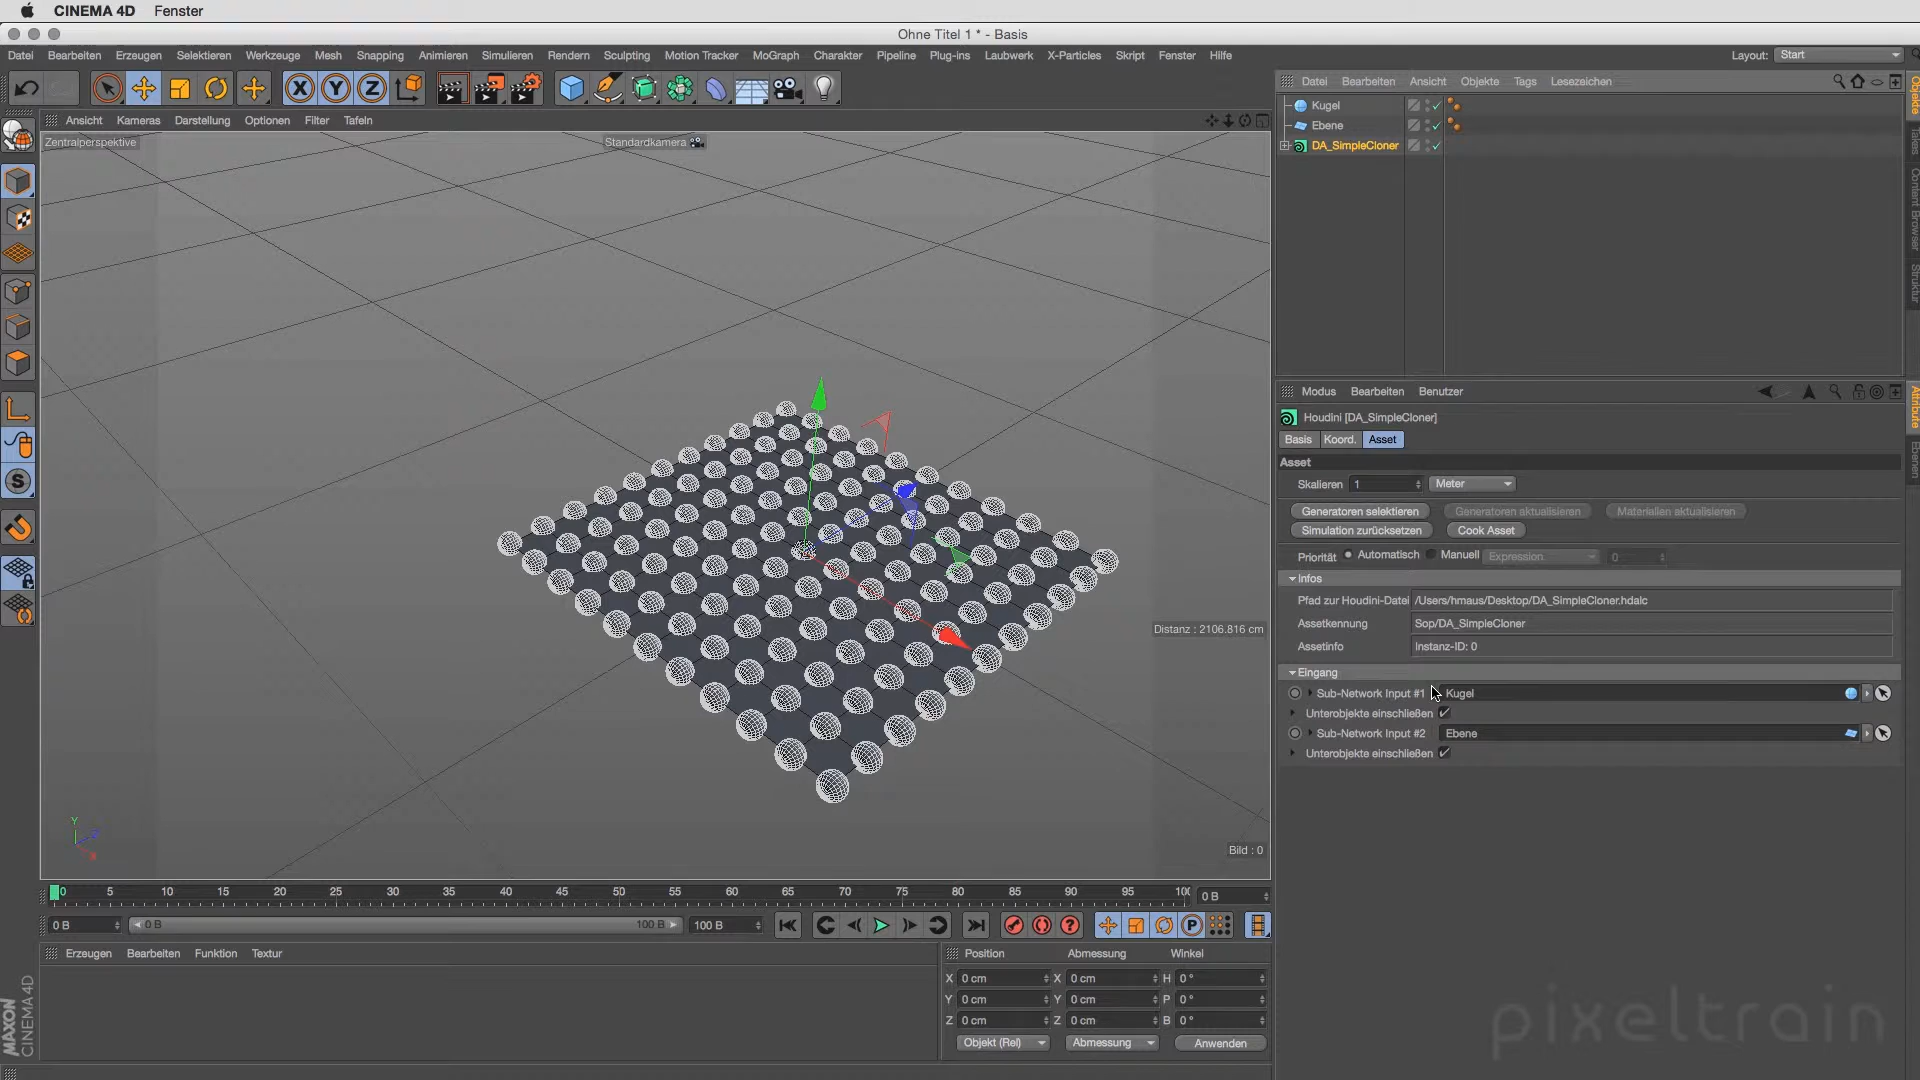 CINEMA 4D Fenster
Ohne Titel 1 * - Basis
Datei Bearbeiten Erzeugen Selektieren Werkzeuge Mesh Snapping Animieren Simulieren Rendern Sculpting Motion Tracker MoGraph Charakter Pipeline Plug-ins Laubwerk X-Particles Skript Fenster Hilfe Layout: Start
X Y Z
Ansicht Kameras Darstellung Optionen Filter Tafeln
Zentralperspektive Standardkamera
Distanz : 2106.816 cm
Bild : 0
Y
Datei Bearbeiten Ansicht Objekte Tags Lesezeichen
Kugel
Ebene
DA_SimpleCloner
Objekte
Takes
Content Browser
Struktur
Modus Bearbeiten Benutzer
Houdini [DA_SimpleCloner]
Basis Koord. Asset
Asset
Skalieren 1 Meter
Generatoren selektieren Generatoren aktualisieren Materialien aktualisieren
Simulation zurücksetzen Cook Asset
Priorität Automatisch Manuell Expression 0
Infos
Pfad zur Houdini-Datei /Users/hmaus/Desktop/DA_SimpleCloner.hdalc
Assetkennung Sop/DA_SimpleCloner
Assetinfo Instanz-ID: 0
Eingang
Sub-Network Input #1 Kugel
Unterobjekte einschließen
Sub-Network Input #2 Ebene
Unterobjekte einschließen
Attribute
Ebenen
0 5 10 15 20 25 30 35 40 45 50 55 60 65 70 75 80 85 90 95 100 0 B
0 B 0 B 100 B 100 B
Erzeugen Bearbeiten Funktion Textur
Position Abmessung Winkel
X 0 cm X 0 cm H 0 °
Y 0 cm Y 0 cm P 0 °
Z 0 cm Z 0 cm B 0 °
Objekt (Rel) Abmessung Anwenden
MAXON
CINEMA 4D
pixeltrain